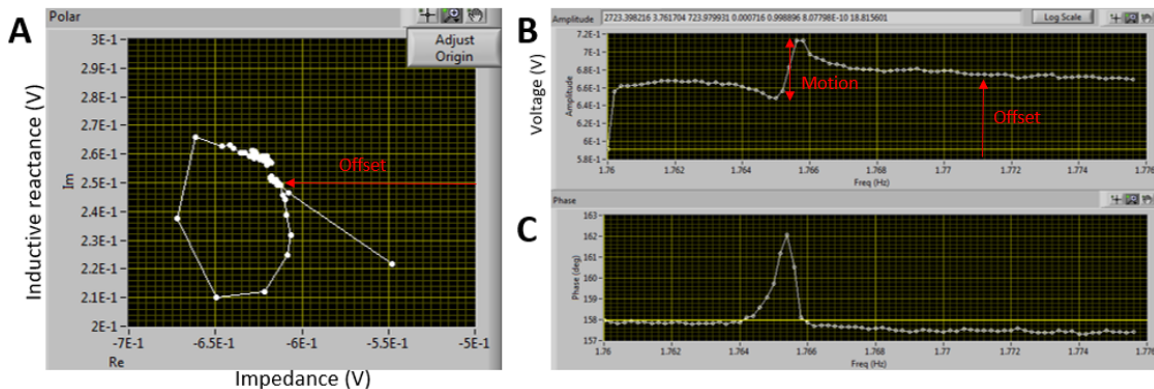 A
Polar
Adjust
Origin
3E-1
2.9E-1
2.8E-1
2.7E-1
2.6E-1
2.5E-1
2.4E-1
2.3E-1
2.2E-1
2.1E-1
2E-1
Im
Inductive reactance (V)
Offset
-7E-1
-6.5E-1
-6E-1
-5.5E-1
-5E-1
Re
Impedance (V)
B
Amplitude 2723.398216 3.761704 723.979931 0.000716 0.998896 8.07798E-10 18.815601
Log Scale
7.2E-1
7E-1
6.8E-1
6.6E-1
6.4E-1
6E-1
5.8E-1
Voltage (V)
Amplitude
Motion
Offset
1.76
1.762
1.764
1.766
1.768
1.77
1.772
1.774
1.776
Freq (Hz)
C
Phase
163
162
161
160
159
158
157
Phase (deg)
1.76
1.762
1.764
1.766
1.768
1.77
1.772
1.774
1.776
Freq (Hz)